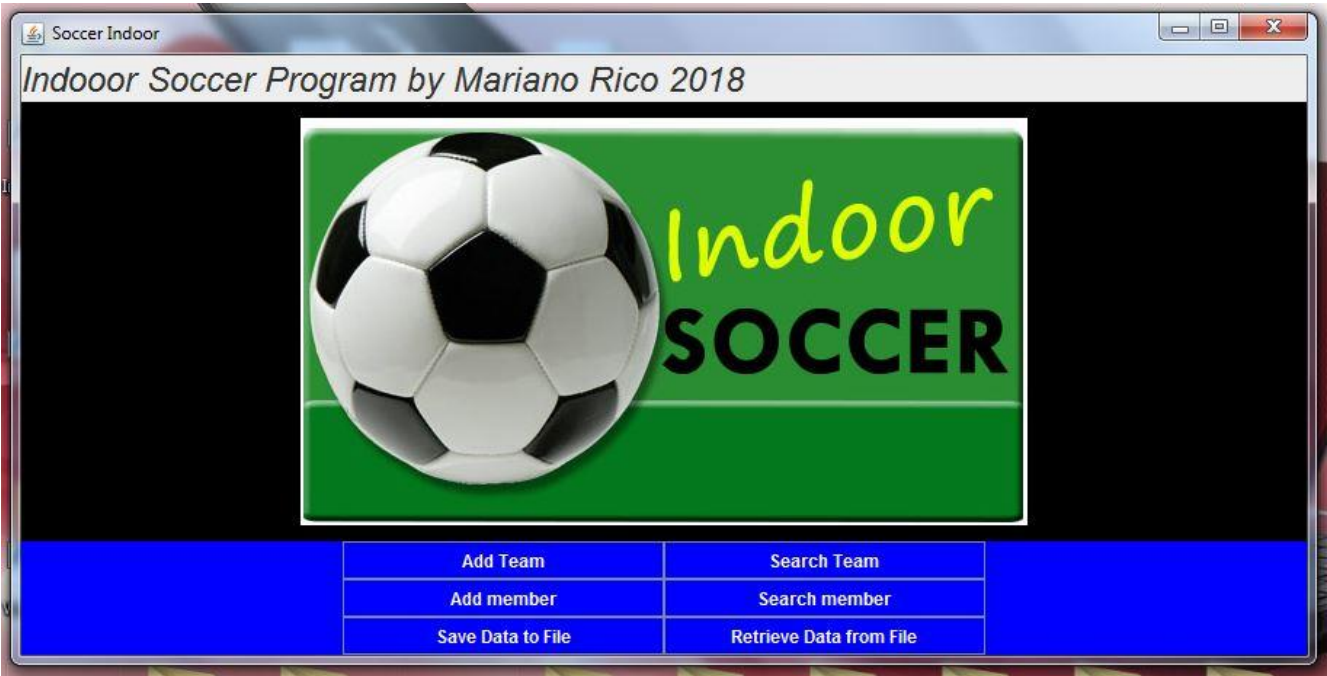 Soccer Indoor
Indooor Soccer Program by Mariano Rico 2018
Indoor
SOCCER
Add Team Search Team
Add member Search member
Save Data to File Retrieve Data from File